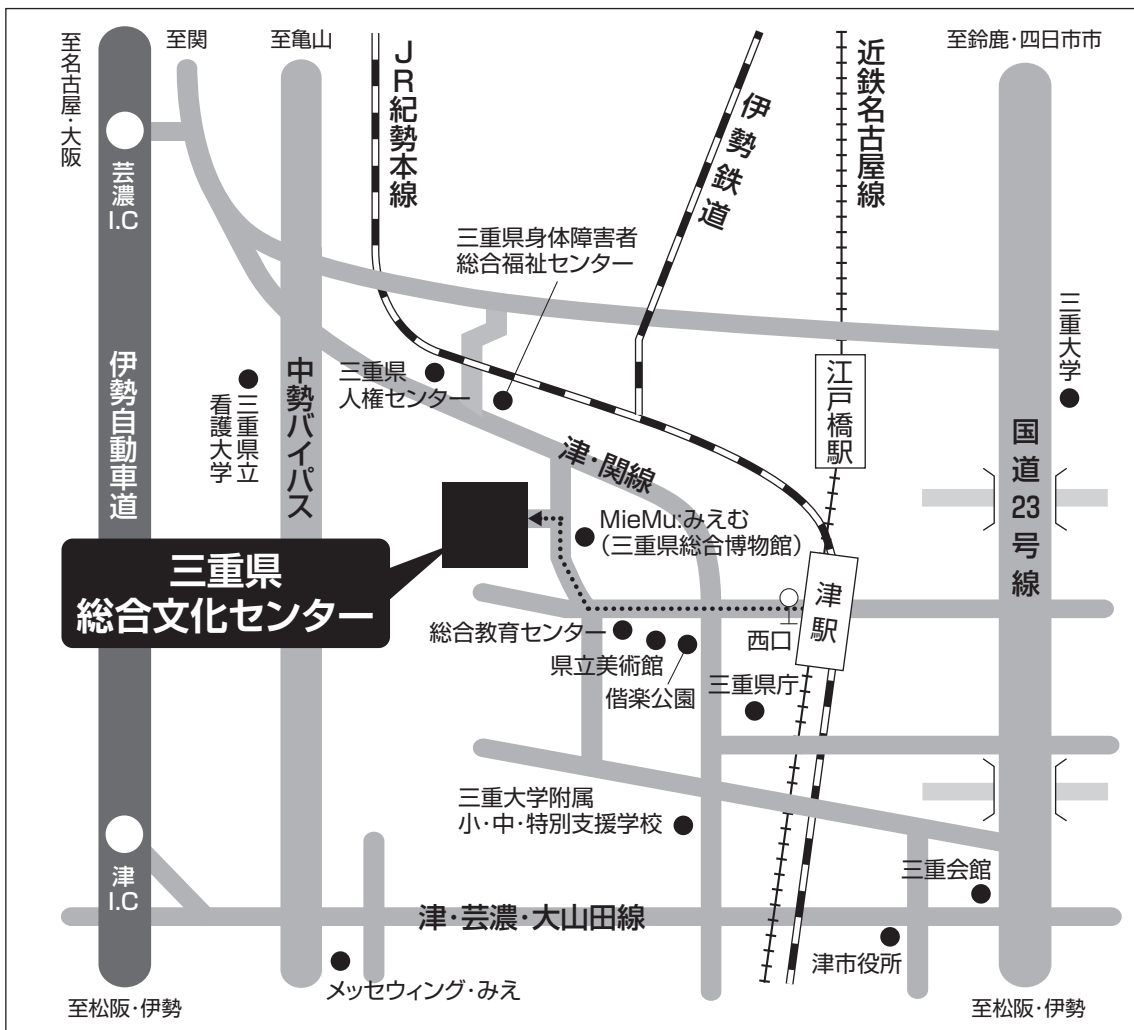 至名古屋・大阪
至関
至亀山
JR紀勢本線
伊勢鉄道
近鉄名古屋線
至鈴鹿・四日市市
芸濃
I.C
三重県身体障害者
総合福祉センター
三重大学
伊勢自動車道
三重県立
看護大学
中勢バイパス
三重県
人権センター
江戸橋駅
国道23号線
津・関線
MieMu:みえむ
(三重県総合博物館)
三重県
総合文化センター
津駅
西口
総合教育センター
県立美術館
偕楽公園
三重県庁
三重大学附属
小・中・特別支援学校
津
I.C
三重会館
津・芸濃・大山田線
津市役所
メッセウィング・みえ
至松阪・伊勢
至松阪・伊勢